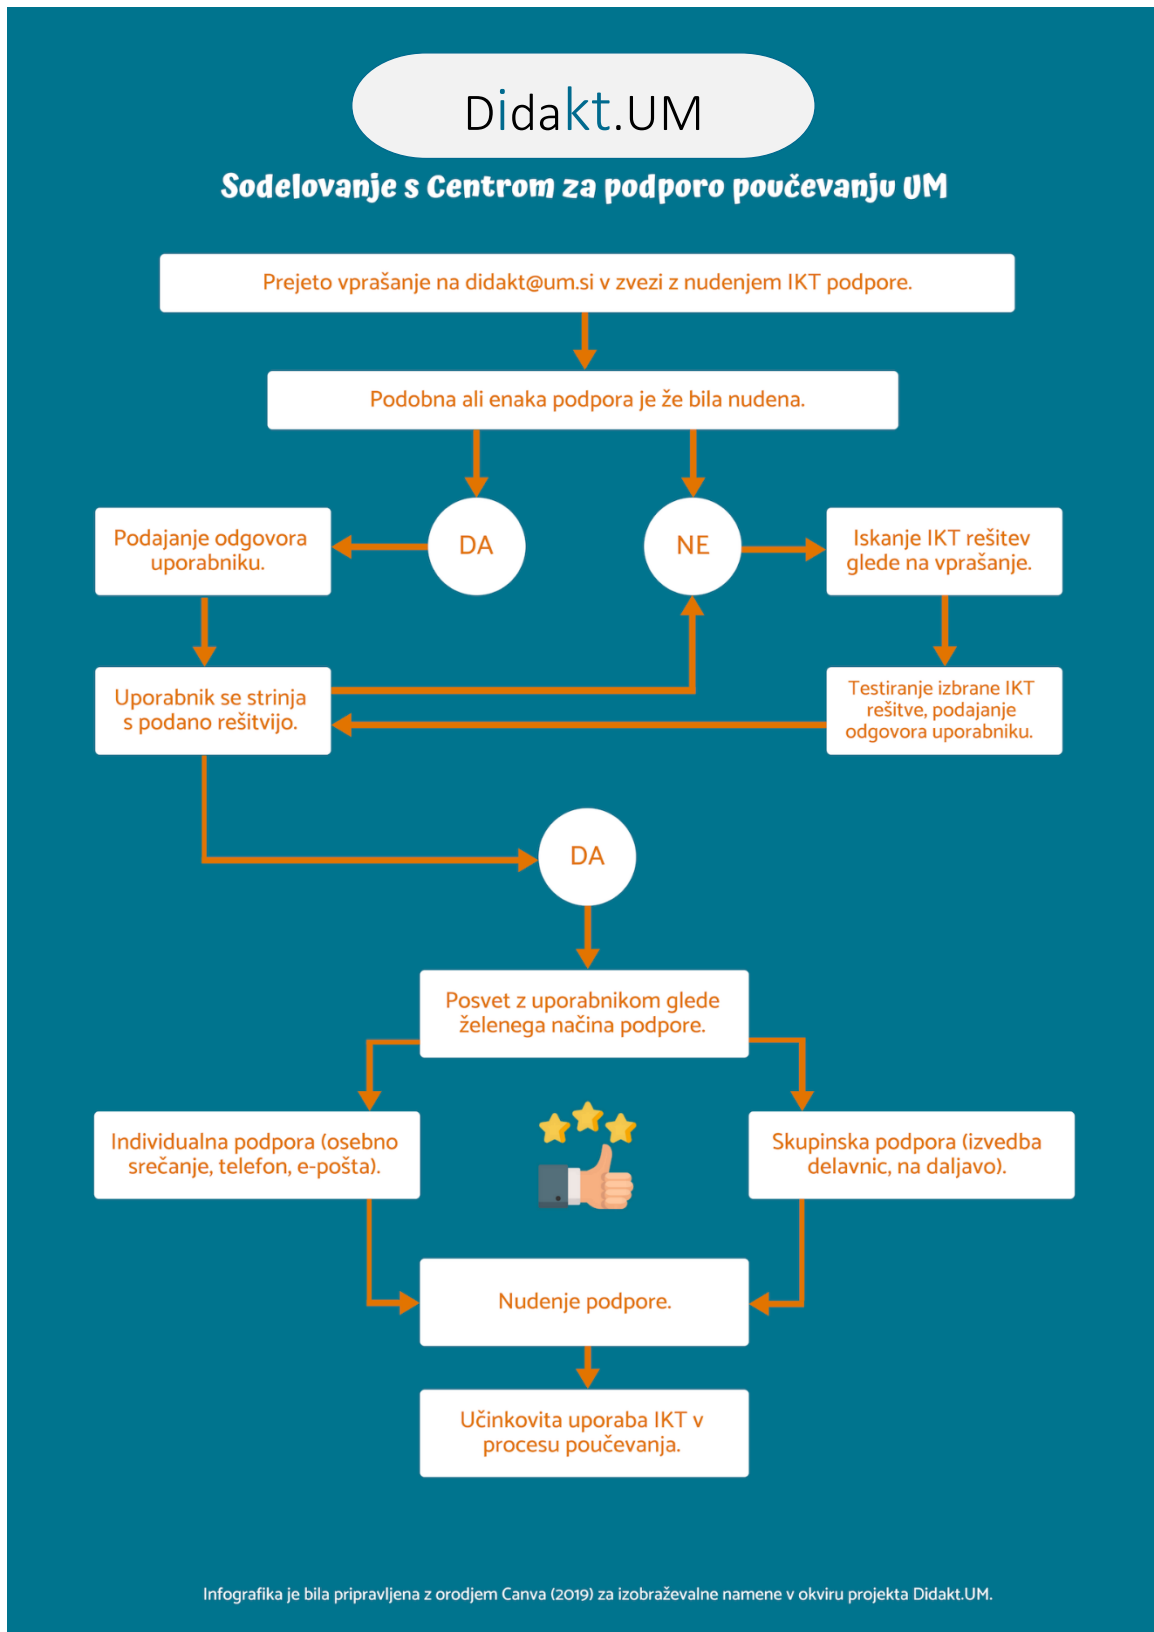 Didakt.UM
Sodelovanje s Centrom za podporo poučevanju UM
Prejeto vprašanje na didakt@um.si v zvezi z nudenjem IKT podpore.
Podobna ali enaka podpora je že bila nudena.
Podajanje odgovora
uporabniku.
DA
NE
Iskanje IKT rešitev
glede na vprašanje.
Uporabnik se strinja
s podano rešitvijo.
Testiranje izbrane IKT
rešitve, podajanje
odgovora uporabniku.
DA
Posvet z uporabnikom glede
želenega načina podpore.
Individualna podpora (osebno
srečanje, telefon, e-pošta).
Skupinska podpora (izvedba
delavnic, na daljavo).
Nudenje podpore.
Učinkovita uporaba IKT v
procesu poučevanja.
Infografika je bila pripravljena z orodjem Canva (2019) za izobraževalne namene v okviru projekta Didakt.UM.